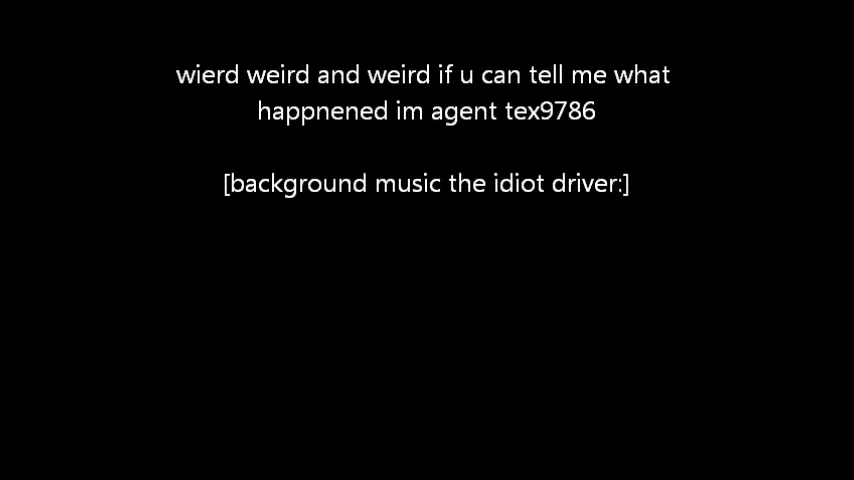 wierd weird and weird if u can tell me what
happnened im agent tex9786
[background music the idiot driver:]